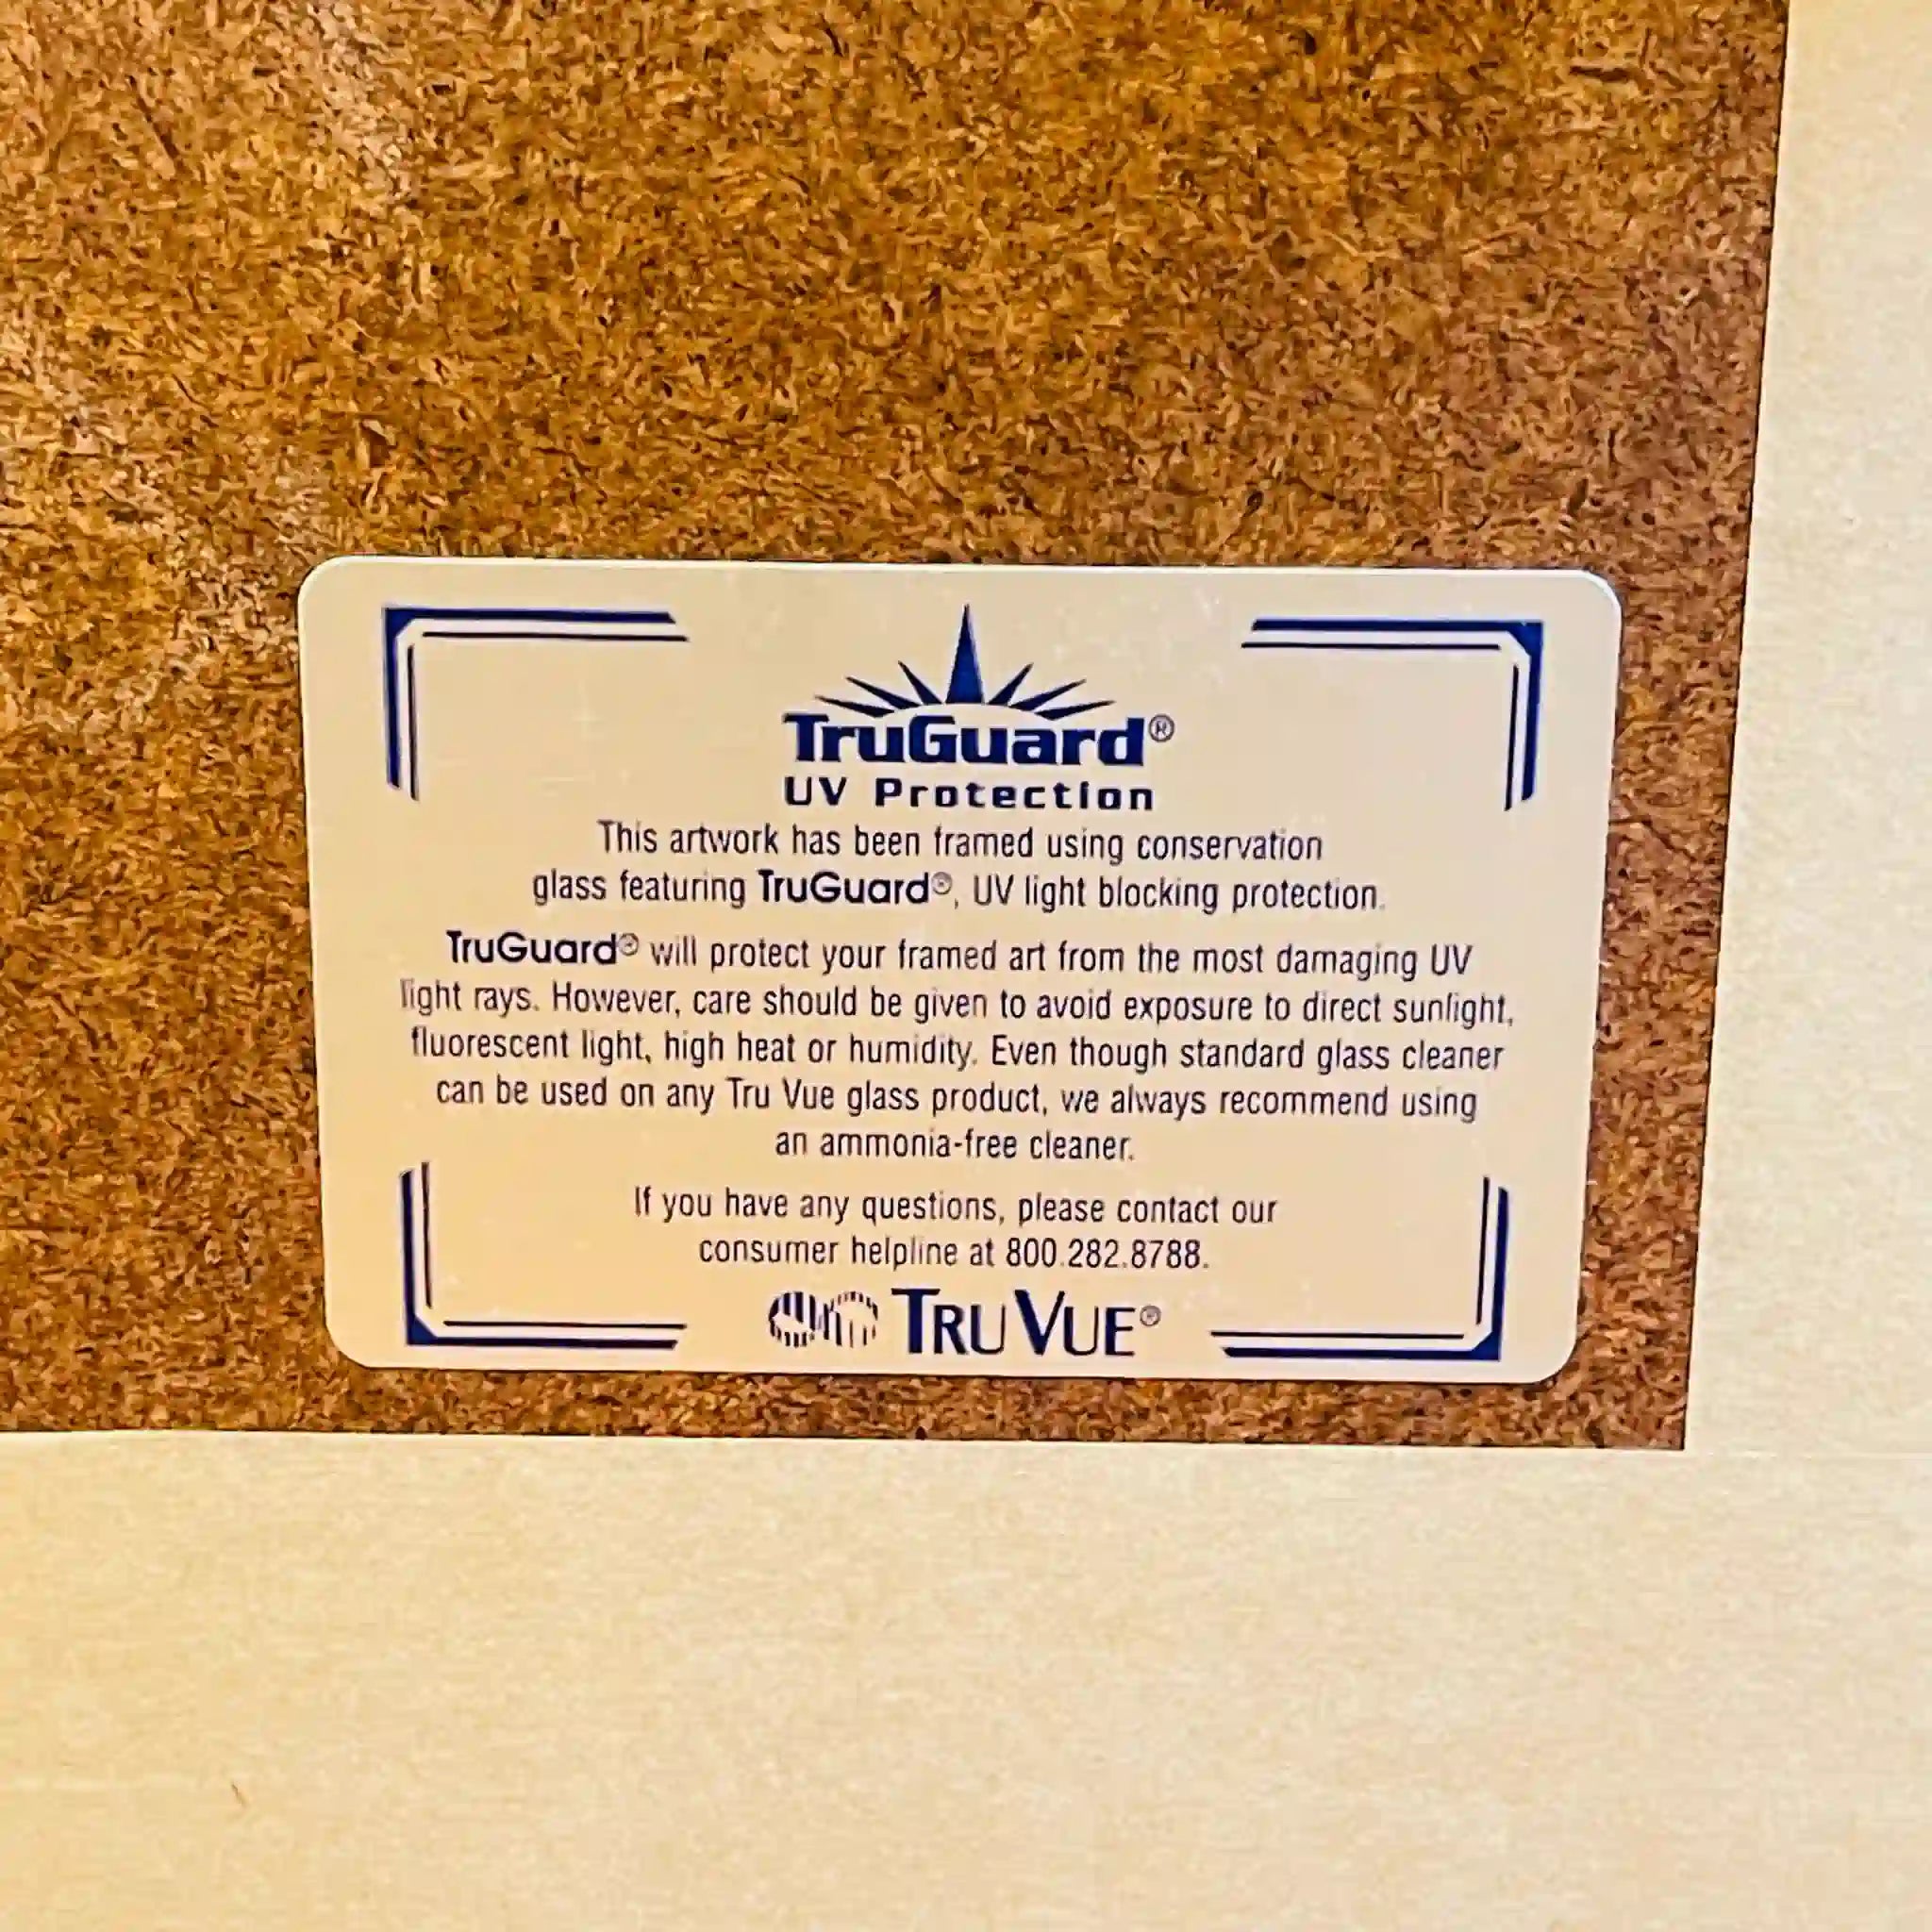 TruGuard®
UV Protection
This artwork has been framed using conservation
glass featuring TruGuard®, UV light blocking protection.
TruGuard® will protect your framed art from the most damaging UV
light rays. However, care should be given to avoid exposure to direct sunlight,
fluorescent light, high heat or humidity. Even though standard glass cleaner
can be used on any Tru Vue glass product, we always recommend using
an ammonia-free cleaner.
If you have any questions, please contact our
consumer helpline at 800.282.8788.
TRU VUE®